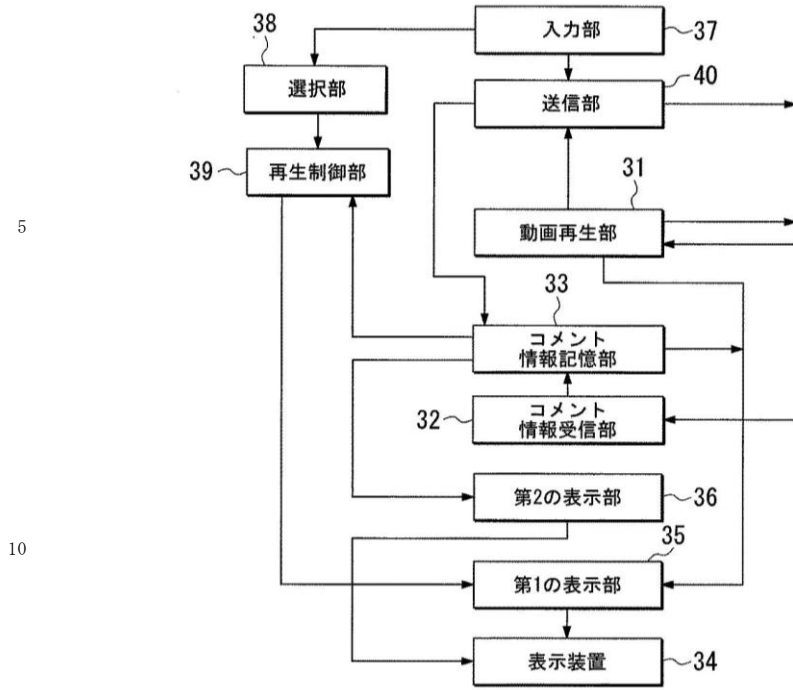 38
入力部
37
選択部
40
送信部
39
再生制御部
31
5
動画再生部
33
コメント
情報記憶部
32
コメント
情報受信部
第2の表示部
36
10
35
第1の表示部
表示装置
34